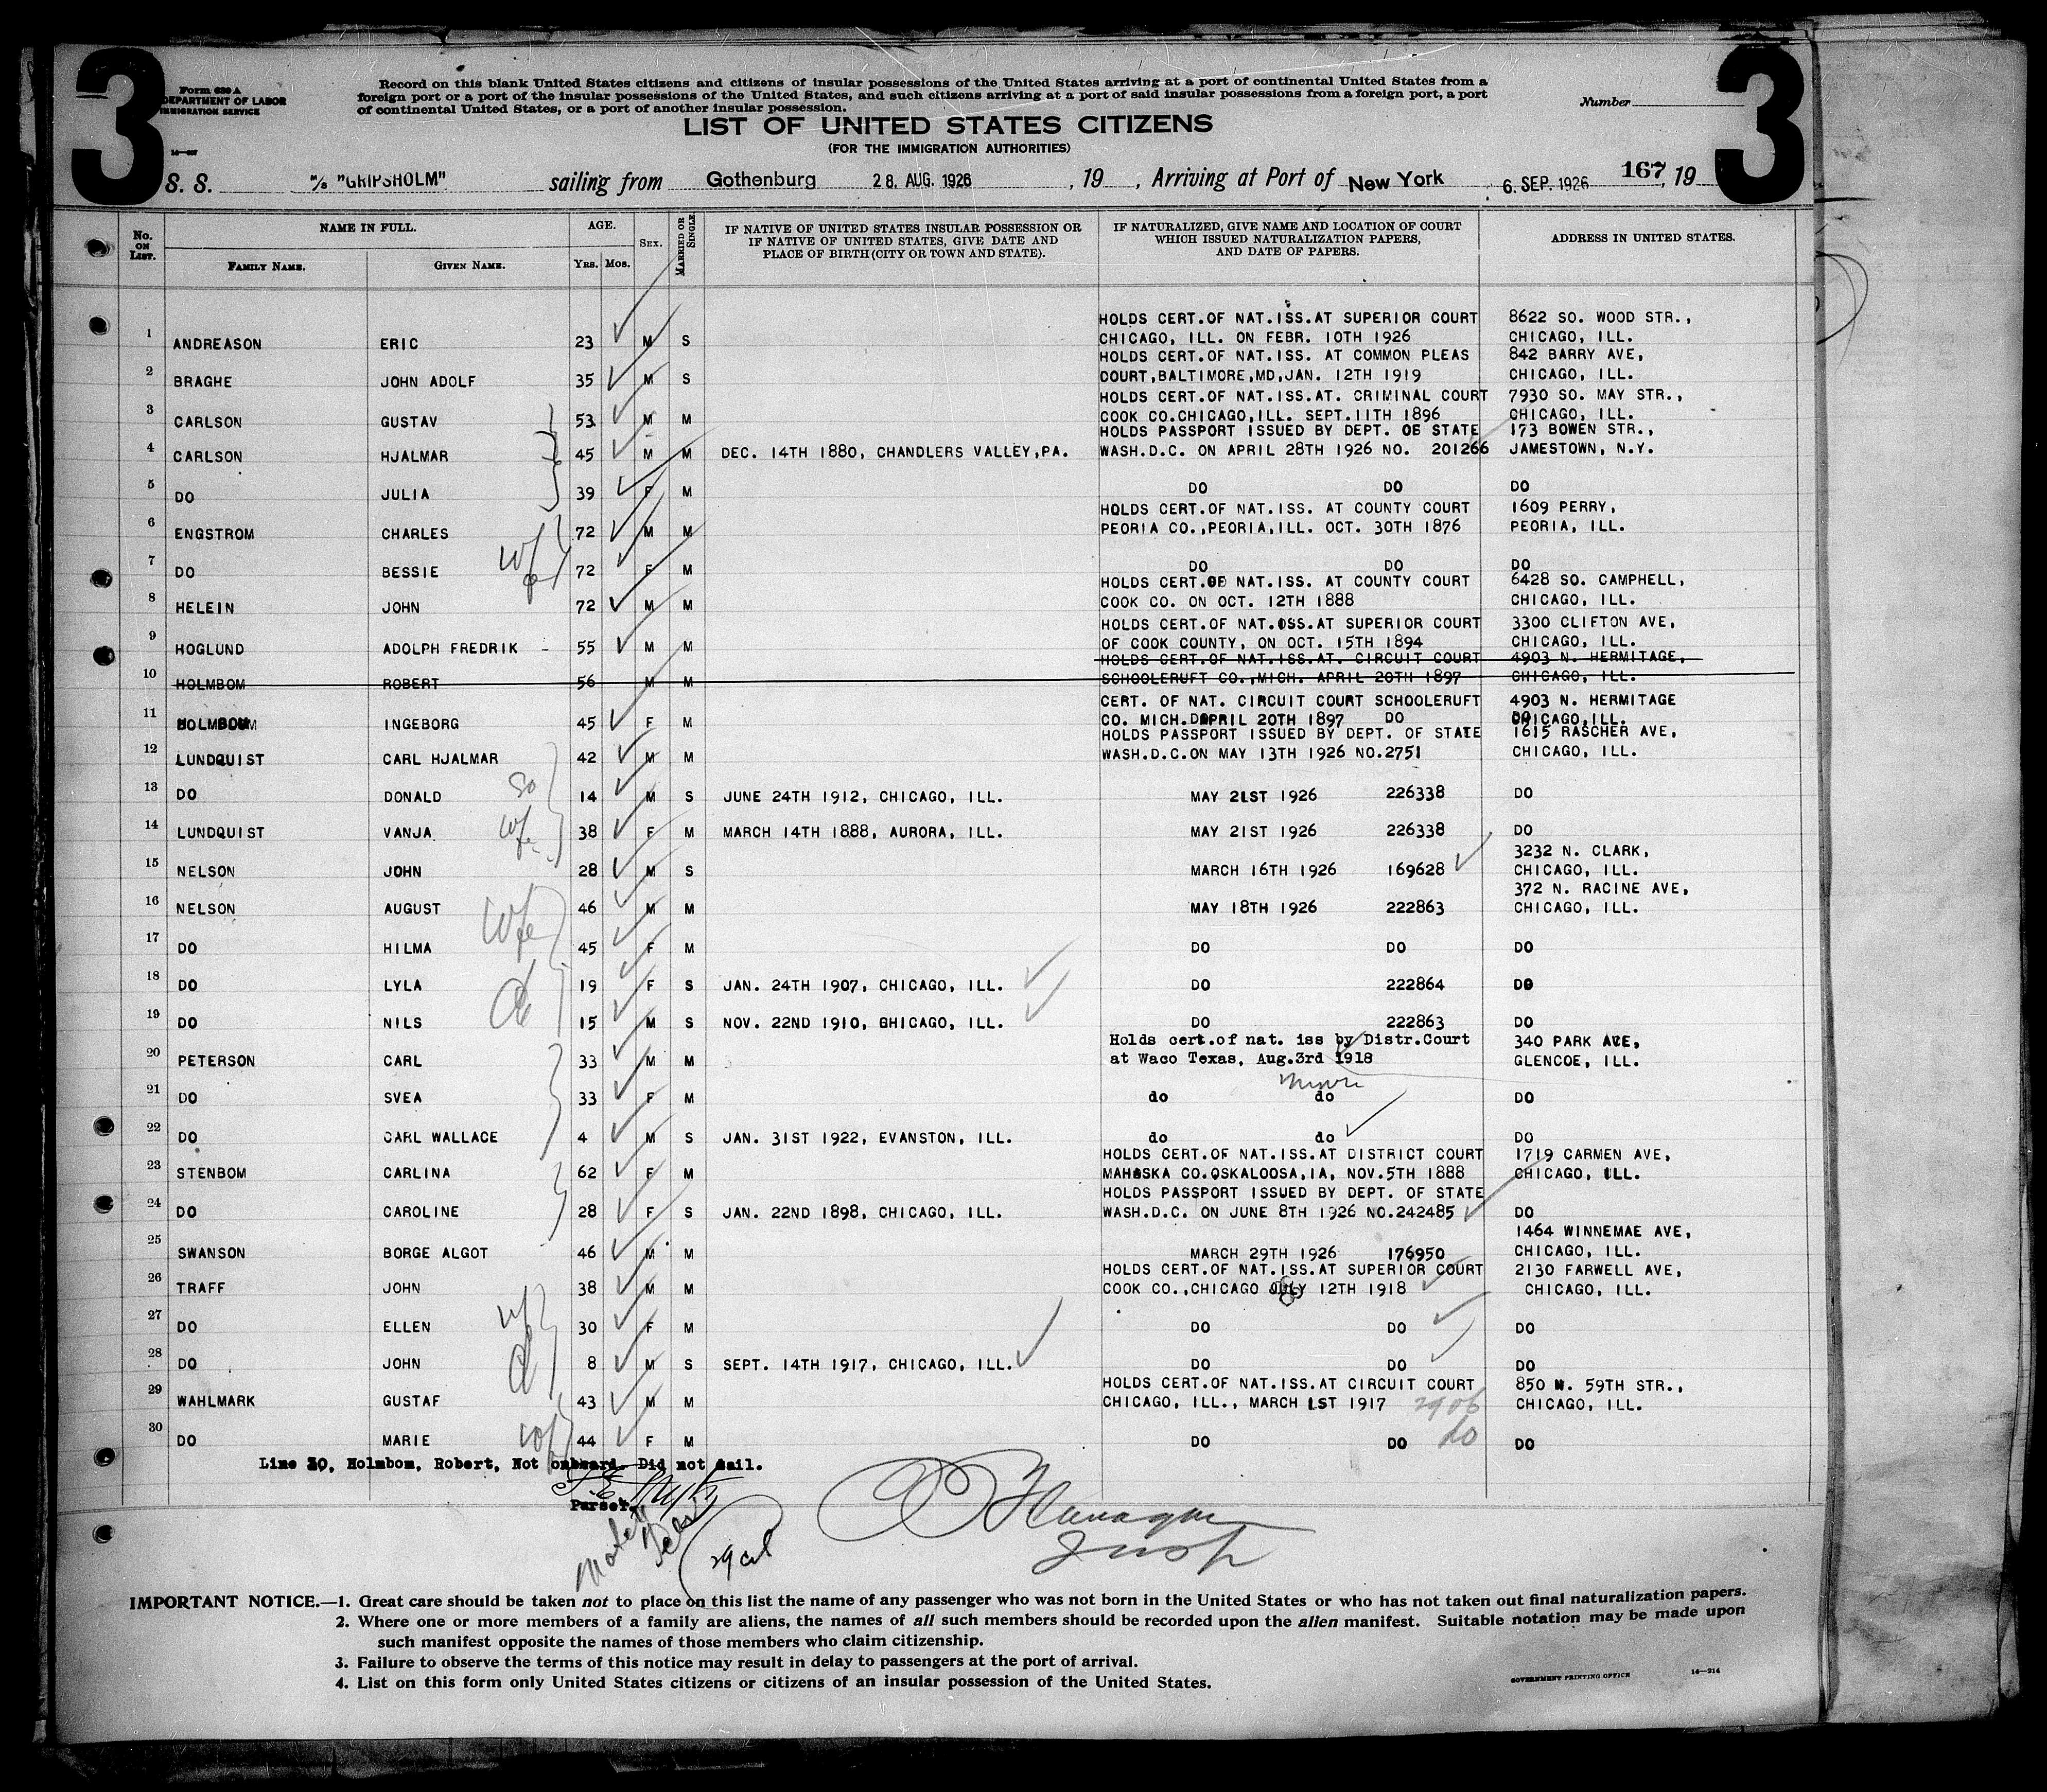 3
3
Form 630 A
DEPARTMENT OF LABOR
IMMIGRATION SERVICE
Record on this blank United States citizens and citizens of insular possessions of the United States arriving at a port of continental United States from a
foreign port or a port of the insular possessions of the United States, and such citizens arriving at a port of said insular possessions from a foreign port, a port
of continental United States, or a port of another insular possession.
Number
LIST OF UNITED STATES CITIZENS
(FOR THE IMMIGRATION AUTHORITIES)
S. S. M/S "GRIPSHOLM" sailing from Gothenburg 28. AUG. 1926, 19 , Arriving at Port of New York 6. SEP. 1926 167, 19
No. ON LIST. NAME IN FULL. AGE. SEX. MARRIED OR SINGLE. IF NATIVE OF UNITED STATES INSULAR POSSESSION OR IF NATIVE OF UNITED STATES, GIVE DATE AND PLACE OF BIRTH (CITY OR TOWN AND STATE). IF NATURALIZED, GIVE NAME AND LOCATION OF COURT WHICH ISSUED NATURALIZATION PAPERS, AND DATE OF PAPERS. ADDRESS IN UNITED STATES.
FAMILY NAME. GIVEN NAME. YRS. MOS.
HOLDS CERT.OF NAT.ISS.AT SUPERIOR COURT 8622 SO. WOOD STR.,
1 ANDREASON ERIC 23 M S CHICAGO, ILL. ON FEBR. 10TH 1926 CHICAGO, ILL.
HOLDS CERT.OF NAT.ISS. AT COMMON PLEAS 842 BARRY AVE,
2 BRAGHE JOHN ADOLF 35 M S COURT,BALTIMORE,MD,JAN. 12TH 1919 CHICAGO, ILL.
HOLDS CERT.OF NAT.ISS.AT. CRIMINAL COURT 7930 SO. MAY STR.,
3 CARLSON GUSTAV 53 M M COOK CO.CHICAGO,ILL. SEPT.11TH 1896 CHICAGO, ILL.
HOLDS PASSPORT ISSUED BY DEPT. OF STATE 173 BOWEN STR.,
4 CARLSON HJALMAR 45 M M DEC. 14TH 1880, CHANDLERS VALLEY,PA. WASH.D.C. ON APRIL 28TH 1926 NO. 201266 JAMESTOWN, N.Y.
5 DO JULIA 39 F M DO DO DO
HOLDS CERT.OF NAT.ISS. AT COUNTY COURT 1609 PERRY,
6 ENGSTROM CHARLES 72 M M PEORIA CO.,PEORIA,ILL. OCT. 30TH 1876 PEORIA, ILL.
7 DO BESSIE Wfe 72 F M DO DO DO
HOLDS CERT.OF NAT.ISS. AT COUNTY COURT 6428 SO. CAMPHELL,
8 HELEIN JOHN 72 M M COOK CO. ON OCT. 12TH 1888 CHICAGO, ILL.
HOLDS CERT.OF NAT.OSS.AT SUPERIOR COURT 3300 CLIFTON AVE,
9 HOGLUND ADOLPH FREDRIK - 55 M M OF COOK COUNTY, ON OCT. 15TH 1894 CHICAGO, ILL.
HOLDS CERT.OF NAT.ISS.AT. CIRCUIT COURT 4903 N. HERMITAGE,
10 HOLMBOM ROBERT 56 M M SCHOOLERUFT CO.,MICH. APRIL 20TH 1897 CHICAGO, ILL.
CERT. OF NAT. CIRCUIT COURT SCHOOLERUFT 4903 N. HERMITAGE
11 HOLMBOM INGEBORG 45 F M CO. MICH. APRIL 20TH 1897 DO CHICAGO,ILL.
HOLDS PASSPORT ISSUED BY DEPT. OF STATE 1615 RASCHER AVE,
12 LUNDQUIST CARL HJALMAR 42 M M WASH.D.C.ON MAY 13TH 1926 NO.2751 CHICAGO, ILL.
13 DO DONALD So 14 M S JUNE 24TH 1912, CHICAGO, ILL. MAY 21ST 1926 226338 DO
14 LUNDQUIST VANJA Wfe 38 F M MARCH 14TH 1888, AURORA, ILL. MAY 21ST 1926 226338 DO
3232 N. CLARK,
15 NELSON JOHN 28 M S MARCH 16TH 1926 169628 CHICAGO, ILL.
372 N. RACINE AVE,
16 NELSON AUGUST 46 M M MAY 18TH 1926 222863 CHICAGO, ILL.
17 DO HILMA Wfe 45 F M DO DO DO
18 DO LYLA 19 F S JAN. 24TH 1907, CHICAGO, ILL. DO 222864 DO
19 DO NILS 15 M S NOV. 22ND 1910, CHICAGO, ILL. DO 222863 DO
Holds cert.of nat. iss by Distr.Court 340 PARK AVE,
20 PETERSON CARL 33 M M at Waco Texas, Aug.3rd 1918 GLENCOE, ILL.
21 DO SVEA 33 F M do do DO
22 DO CARL WALLACE 4 M S JAN. 31ST 1922, EVANSTON, ILL. do do DO
HOLDS CERT.OF NAT.ISS.AT DISTRICT COURT 1719 CARMEN AVE,
23 STENBOM CARLINA 62 F M MAHASKA CO.OSKALOOSA,IA, NOV.5TH 1888 CHICAGO, ILL.
HOLDS PASSPORT ISSUED BY DEPT. OF STATE
24 DO CAROLINE 28 F S JAN. 22ND 1898, CHICAGO, ILL. WASH.D.C. ON JUNE 8TH 1926 NO.242485 DO
1464 WINNEMAE AVE,
25 SWANSON BORGE ALGOT 46 M M MARCH 29TH 1926 176950 CHICAGO, ILL.
HOLDS CERT.OF NAT.ISS.AT SUPERIOR COURT 2130 FARWELL AVE,
26 TRAFF JOHN 38 M M COOK CO.,CHICAGO JULY 12TH 1918 CHICAGO, ILL.
27 DO ELLEN 30 F M DO DO DO
28 DO JOHN 8 M S SEPT. 14TH 1917, CHICAGO, ILL. DO DO DO
HOLDS CERT.OF NAT.ISS.AT CIRCUIT COURT 850 W. 59TH STR.,
29 WAHLMARK GUSTAF 43 M M CHICAGO, ILL., MARCH 1ST 1917 2906 CHICAGO, ILL.
30 DO MARIE 44 F M DO DO do DO
Line 30, Holmbom, Robert, Not onboard. Did not sail.
Purser.
O'Flanagan
Insp
IMPORTANT NOTICE.—1. Great care should be taken not to place on this list the name of any passenger who was not born in the United States or who has not taken out final naturalization papers.
2. Where one or more members of a family are aliens, the names of all such members should be recorded upon the alien manifest. Suitable notation may be made upon
such manifest opposite the names of those members who claim citizenship.
3. Failure to observe the terms of this notice may result in delay to passengers at the port of arrival.
4. List on this form only United States citizens or citizens of an insular possession of the United States.
GOVERNMENT PRINTING OFFICE 14—214